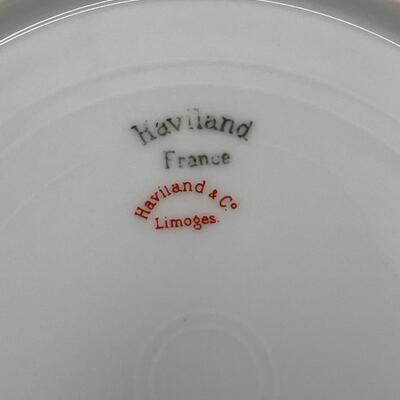 Haviland
France
Haviland & Co
Limoges.